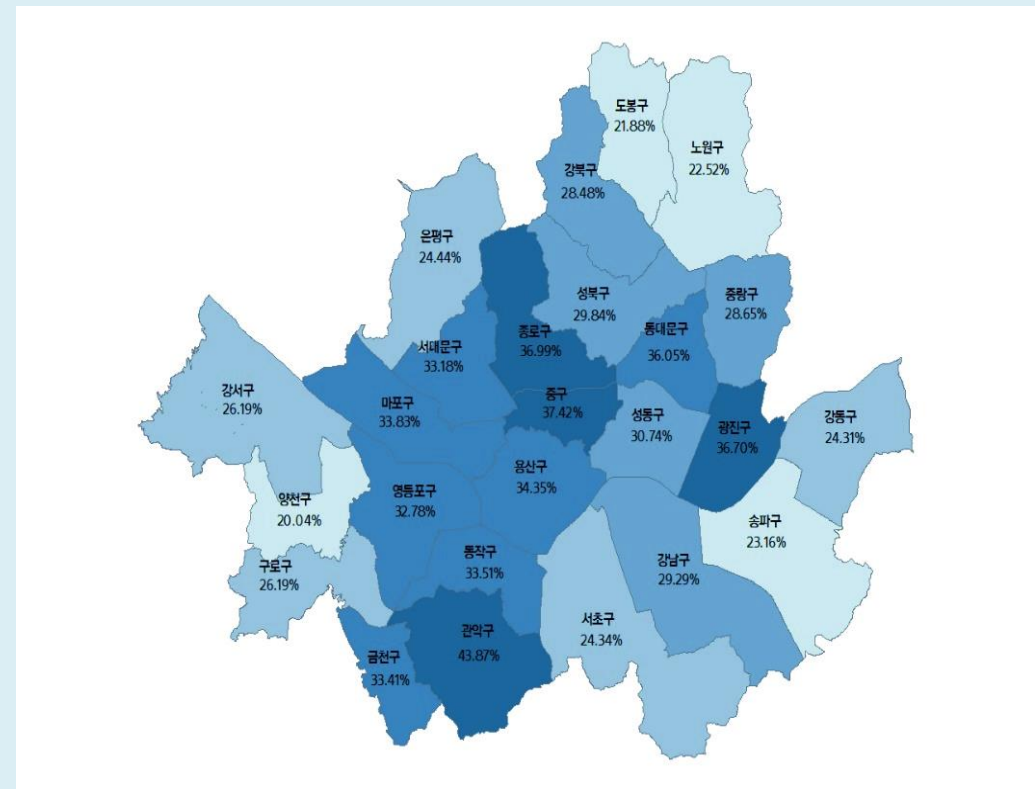 도봉구
21.88%
노원구
22.52%
강북구
28.48%
은평구
24.44%
성북구
29.84%
중랑구
28.65%
종로구
36.99%
동대문구
36.05%
서대문구
33.18%
강서구
26.19%
마포구
33.83%
중구
37.42%
성동구
30.74%
광진구
36.70%
강동구
24.31%
용산구
34.35%
영등포구
32.78%
양천구
20.04%
송파구
23.16%
동작구
33.51%
강남구
29.29%
구로구
26.19%
서초구
24.34%
관악구
43.87%
금천구
33.41%